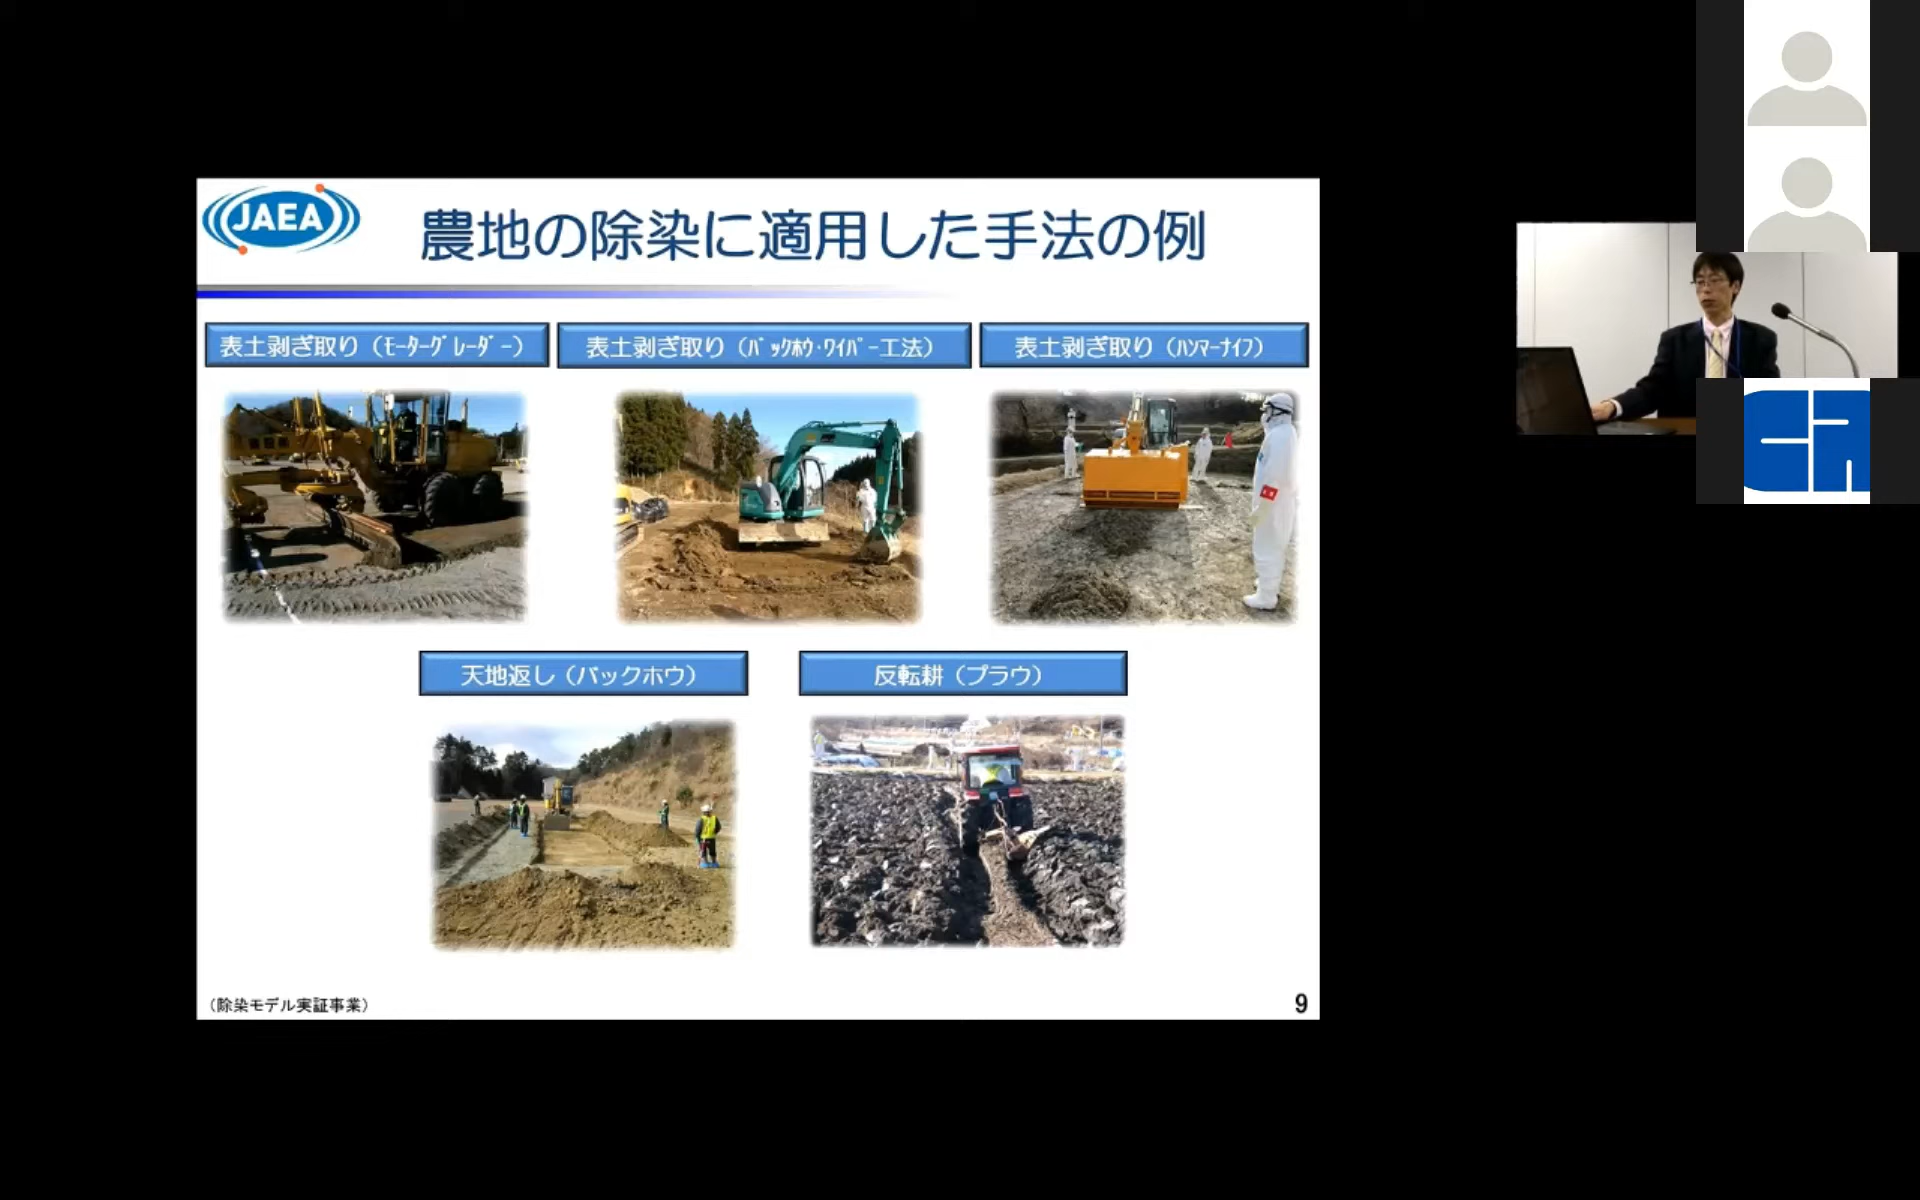 JAEA
農地の除染に適用した手法の例
表土剥ぎ取り（ﾓｰﾀｰｸﾞﾚｰﾀﾞｰ）
表土剥ぎ取り（ﾊﾞｯｸﾎｳ･ﾜｲﾊﾟｰ工法）
表土剥ぎ取り（ﾊﾝﾏｰﾅｲﾌ）
天地返し（バックホウ）
反転耕（プラウ）
（除染モデル実証事業）
9